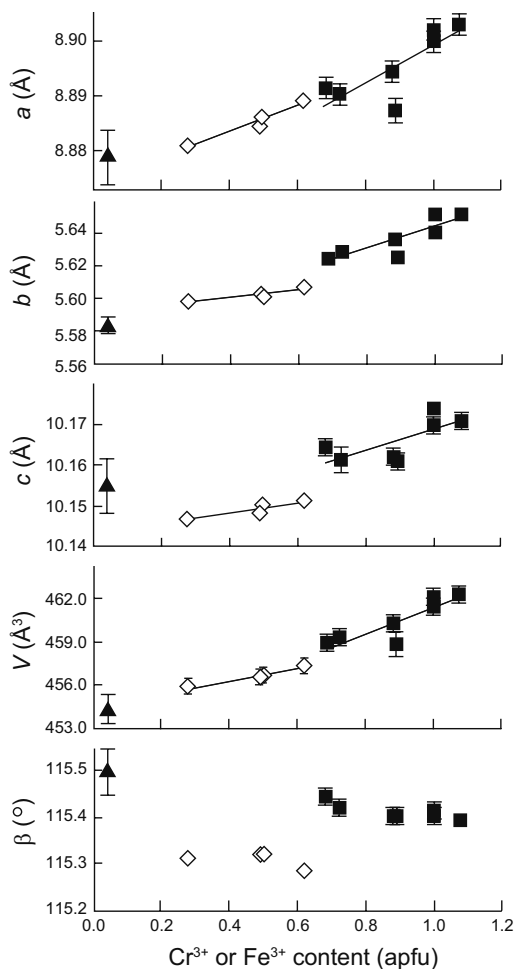 8.90
8.89
8.88
a (Å)
5.64
5.62
5.60
5.58
5.56
b (Å)
10.17
10.16
10.15
10.14
c (Å)
462.0
459.0
456.0
453.0
V (Å³)
115.5
115.4
115.3
115.2
β (°)
0.0 0.2 0.4 0.6 0.8 1.0 1.2
Cr³⁺ or Fe³⁺ content (apfu)